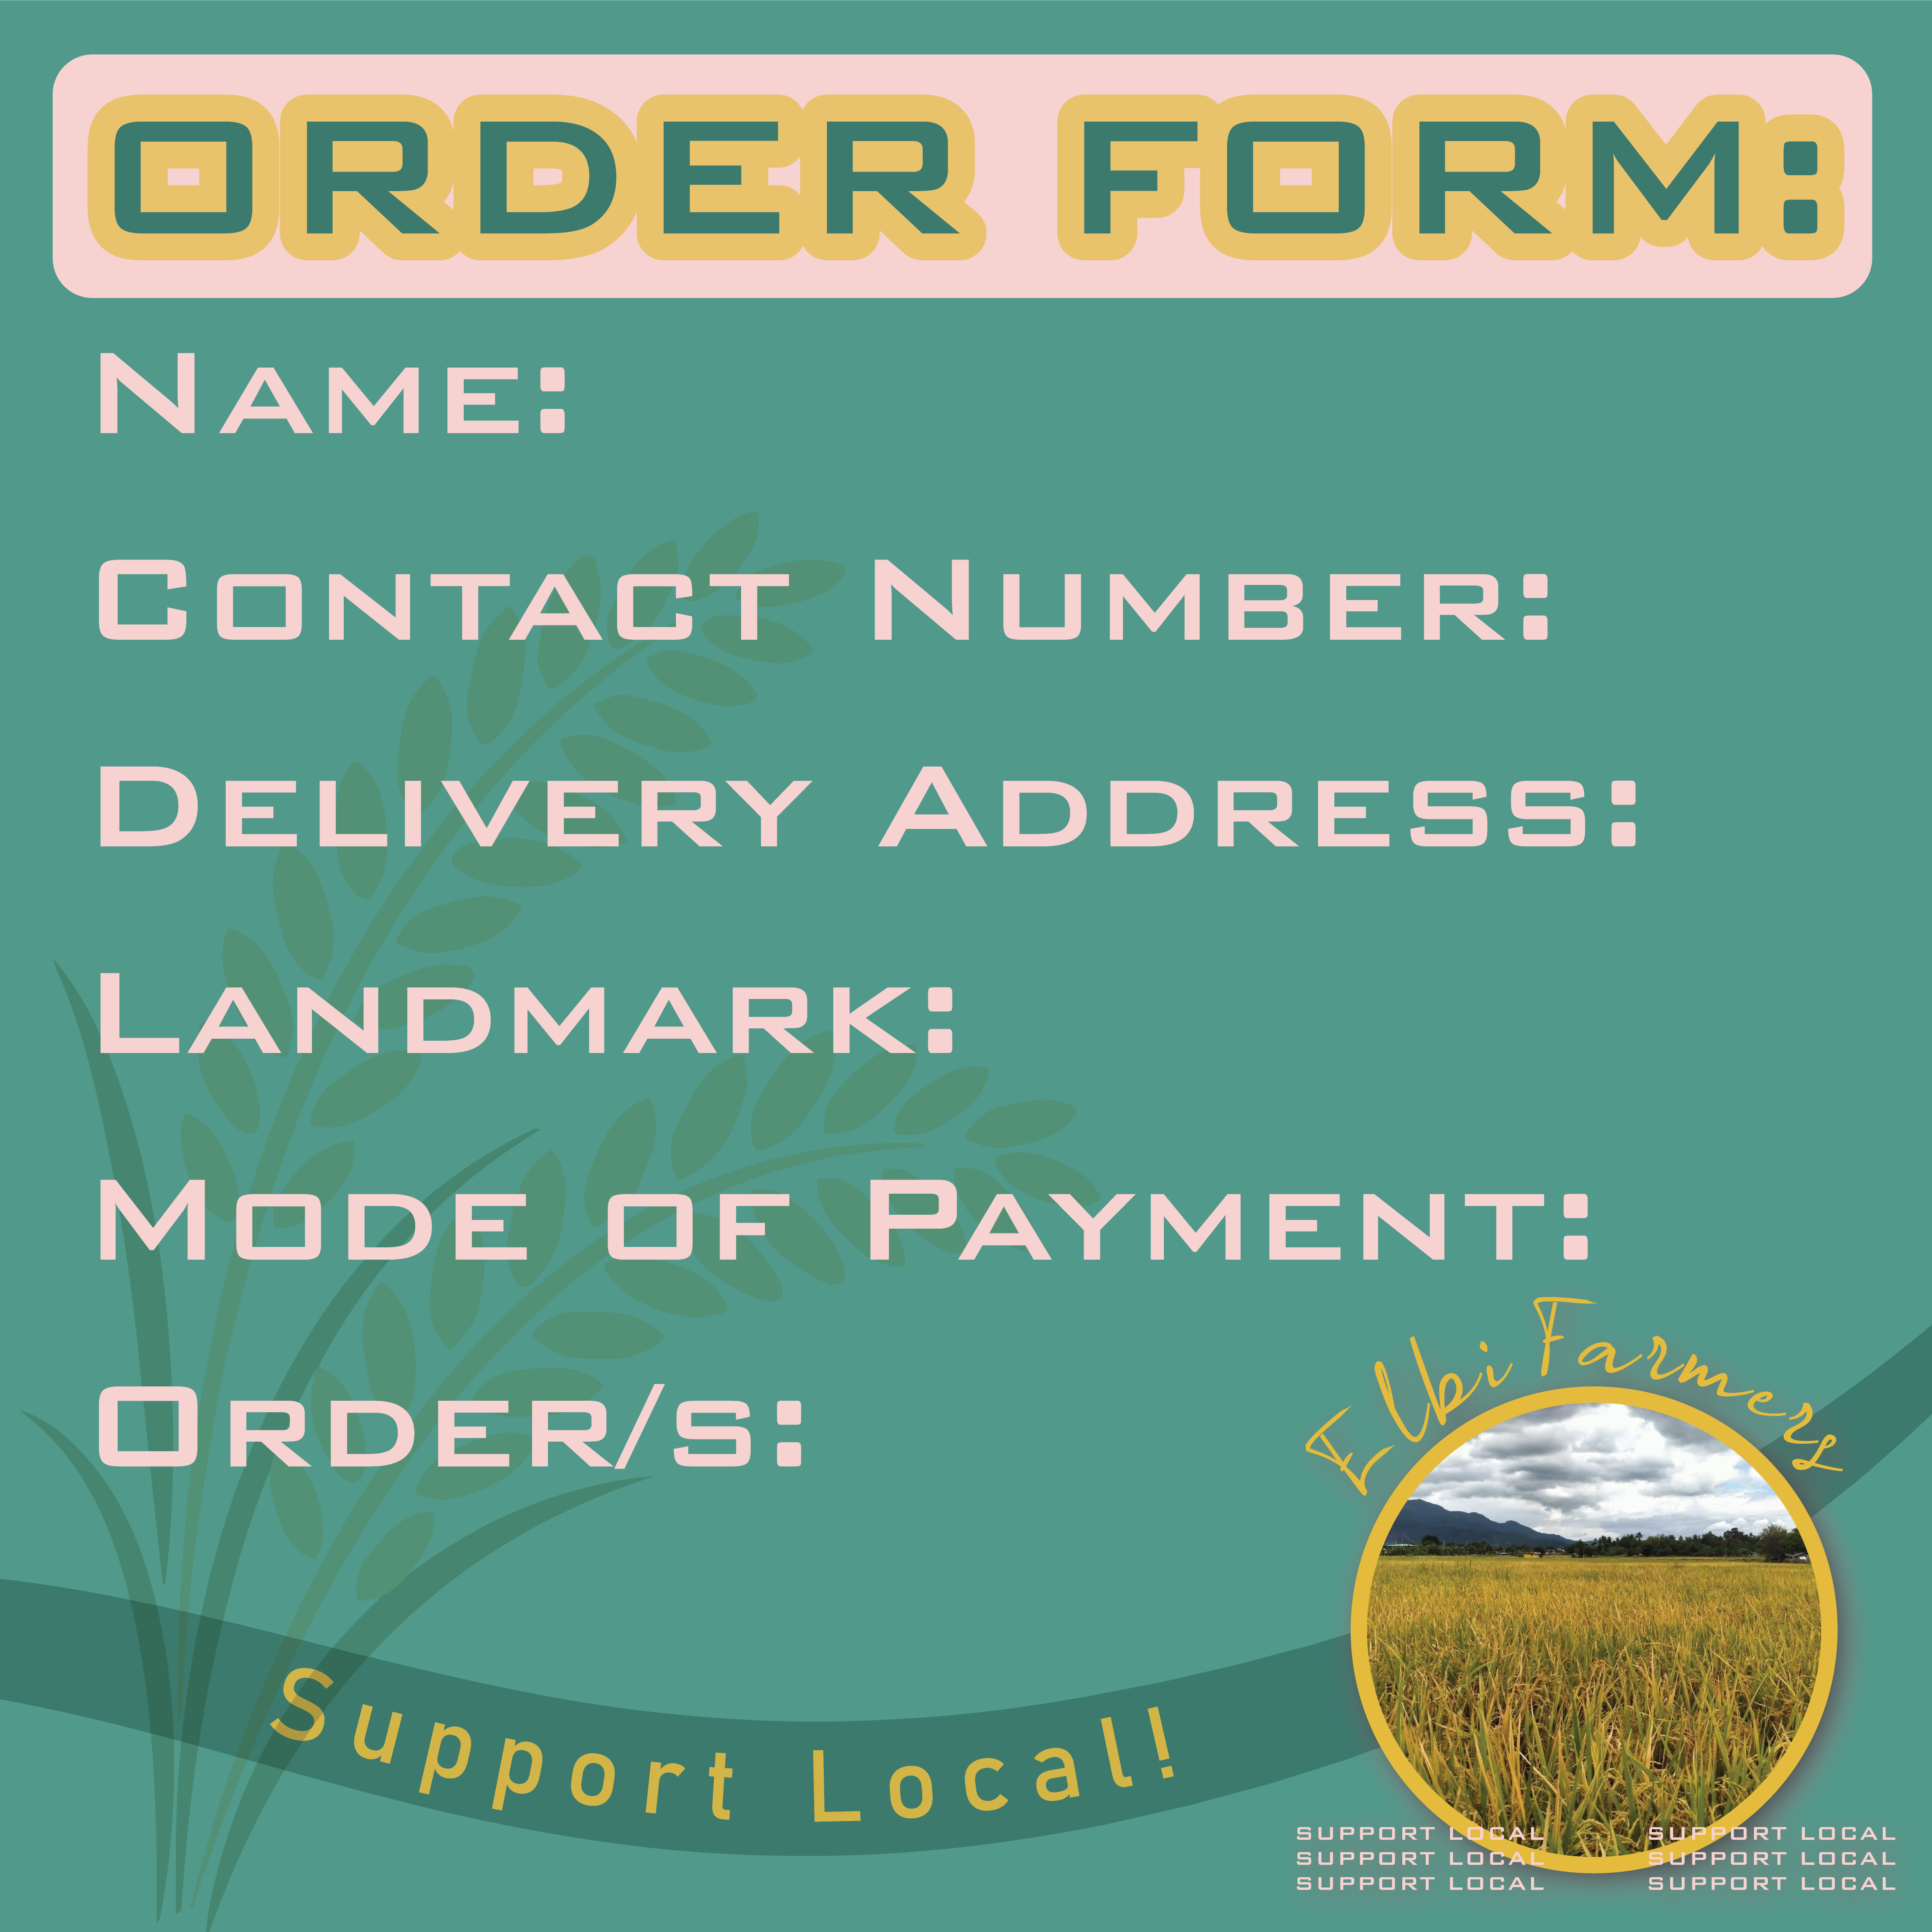 ORDER FORM:
NAME:
CONTACT NUMBER:
DELIVERY ADDRESS:
LANDMARK:
MODE OF PAYMENT:
ORDER/S:
Elbi Farmers
Support Local!
SUPPORT LOCAL SUPPORT LOCAL
SUPPORT LOCAL SUPPORT LOCAL
SUPPORT LOCAL SUPPORT LOCAL